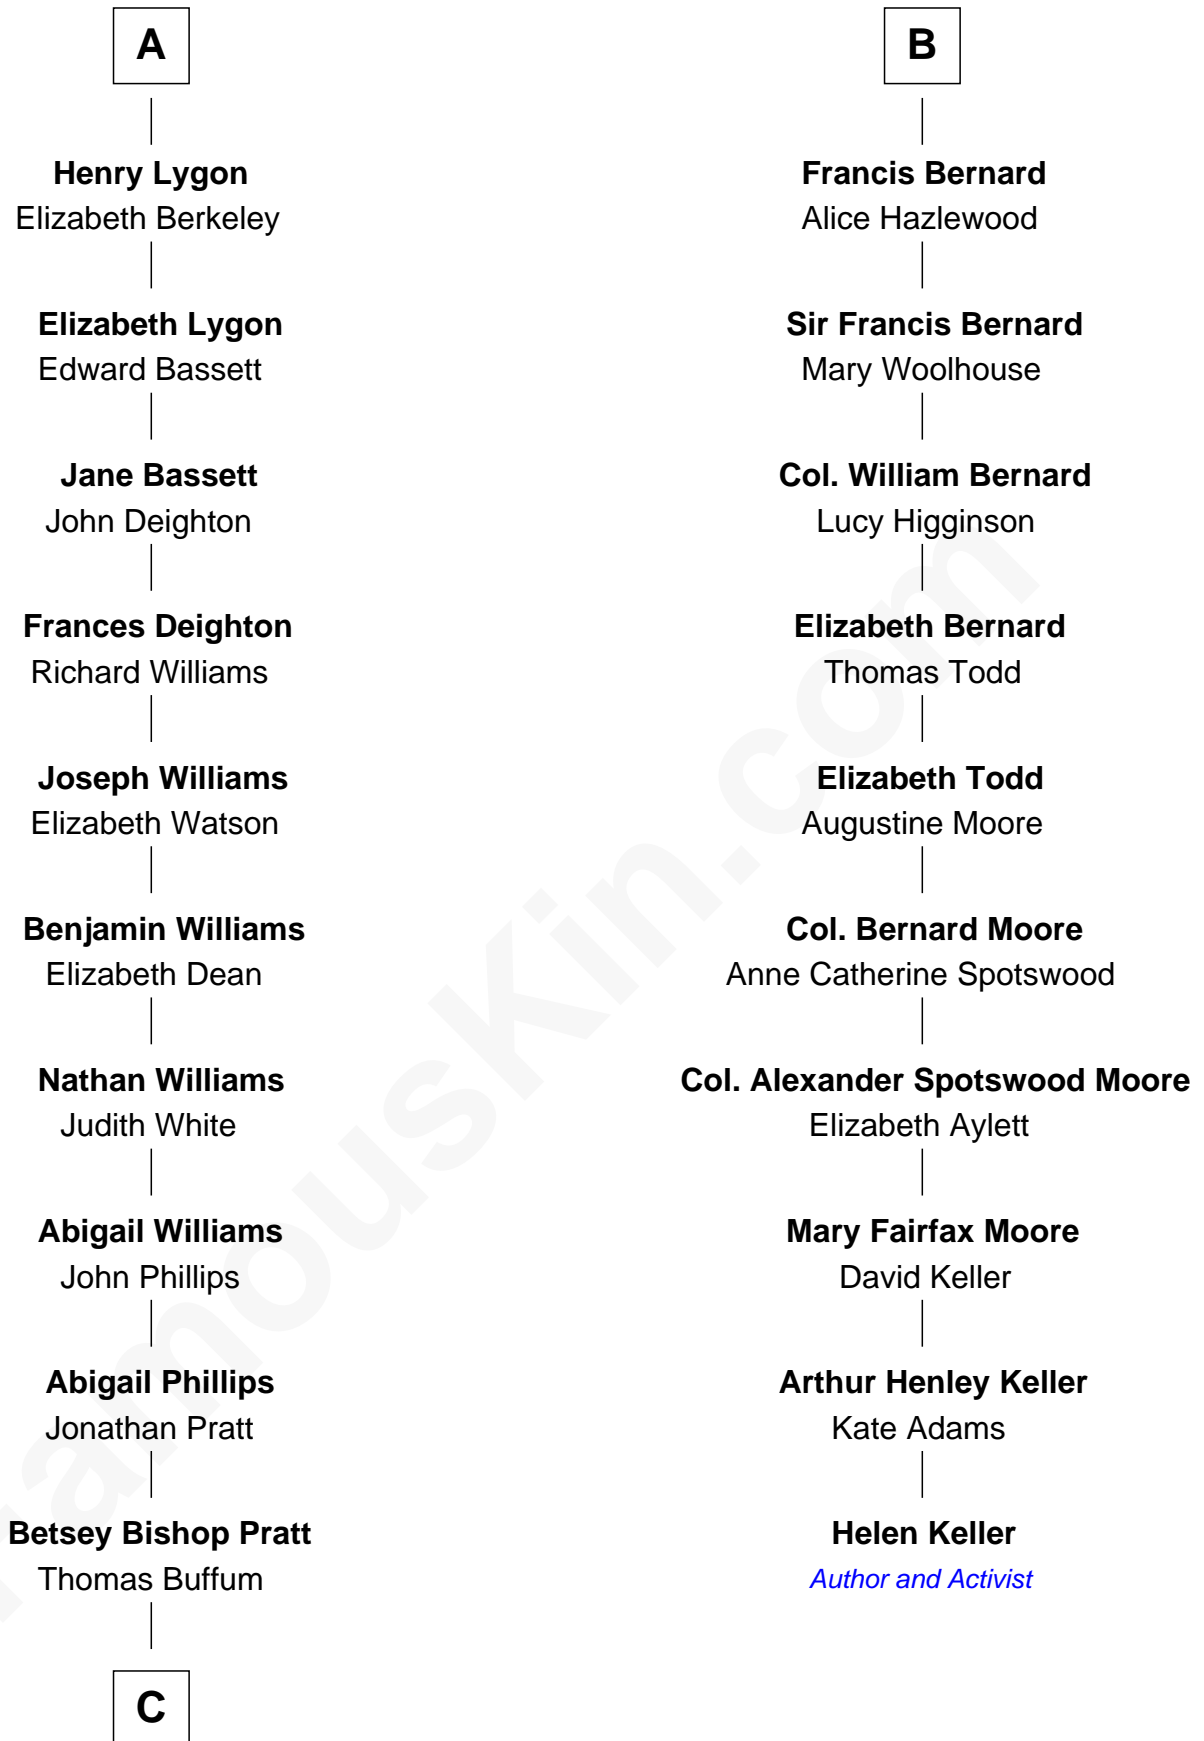 A
Henry Lygon
Elizabeth Berkeley
Elizabeth Lygon
Edward Bassett
Jane Bassett
John Deighton
Frances Deighton
Richard Williams
Joseph Williams
Elizabeth Watson
Benjamin Williams
Elizabeth Dean
Nathan Williams
Judith White
Abigail Williams
John Phillips
Abigail Phillips
Jonathan Pratt
Betsey Bishop Pratt
Thomas Buffum
C
B
Francis Bernard
Alice Hazlewood
Sir Francis Bernard
Mary Woolhouse
Col. William Bernard
Lucy Higginson
Elizabeth Bernard
Thomas Todd
Elizabeth Todd
Augustine Moore
Col. Bernard Moore
Anne Catherine Spotswood
Col. Alexander Spotswood Moore
Elizabeth Aylett
Mary Fairfax Moore
David Keller
Arthur Henley Keller
Kate Adams
Helen Keller
Author and Activist
FamousKin.com